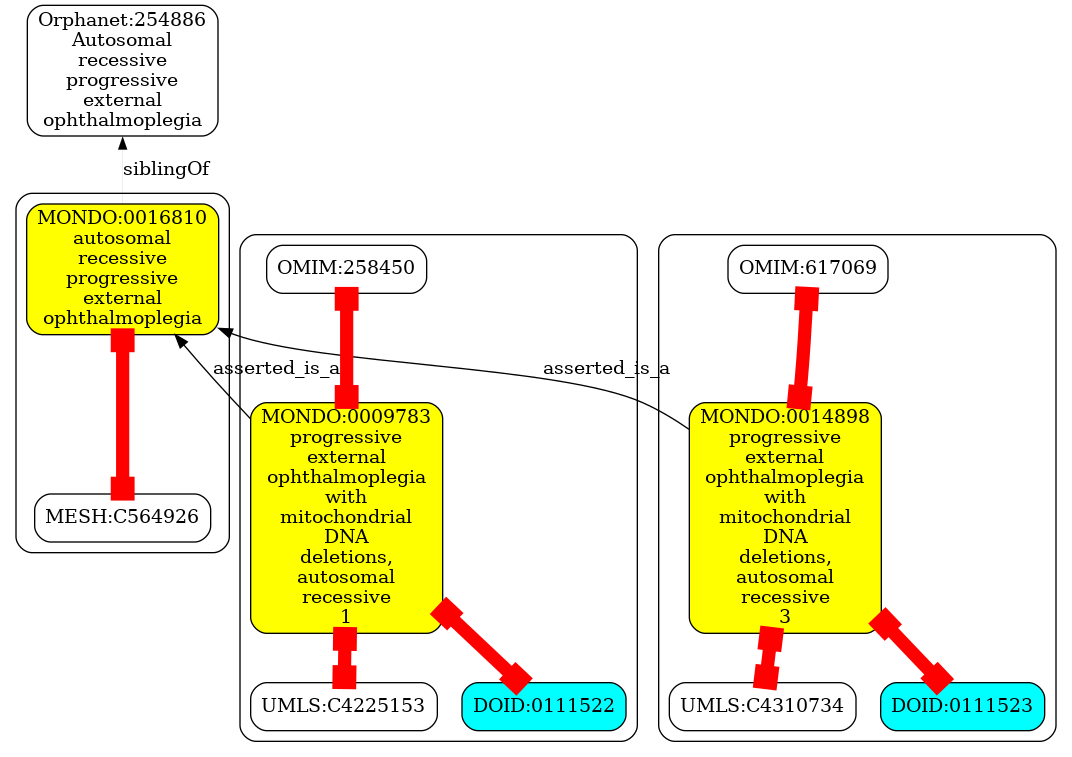 Orphanet:254886
Autosomal
recessive
progressive
external
ophthalmoplegia
siblingOf
MONDO:0016810
autosomal
recessive
progressive
external
ophthalmoplegia
MESH:C564926
OMIM:258450
asserted_is_a
MONDO:0009783
progressive
external
ophthalmoplegia
with
mitochondrial
DNA
deletions,
autosomal
recessive
1
UMLS:C4225153
DOID:0111522
OMIM:617069
asserted_is_a
MONDO:0014898
progressive
external
ophthalmoplegia
with
mitochondrial
DNA
deletions,
autosomal
recessive
3
UMLS:C4310734
DOID:0111523